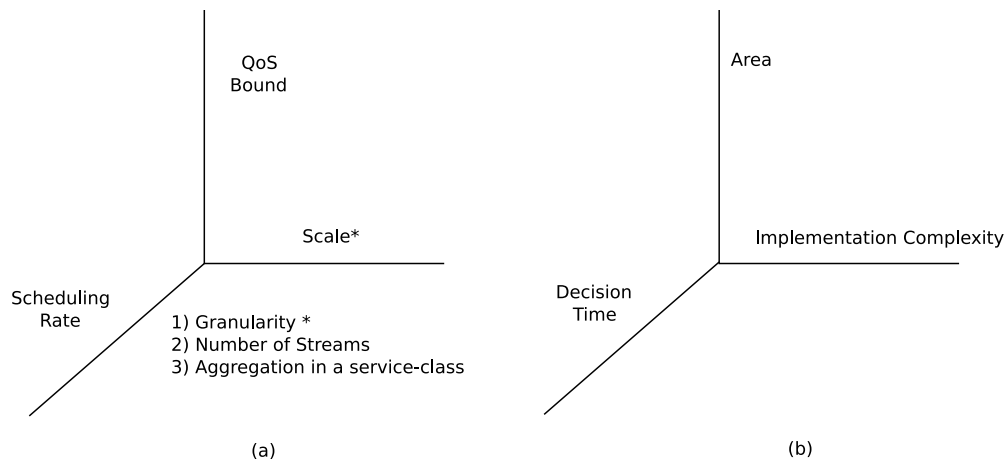 QoS
Bound
Scale*
Scheduling
Rate
1) Granularity *
2) Number of Streams
3) Aggregation in a service-class
(a)
Area
Implementation Complexity
Decision
Time
(b)